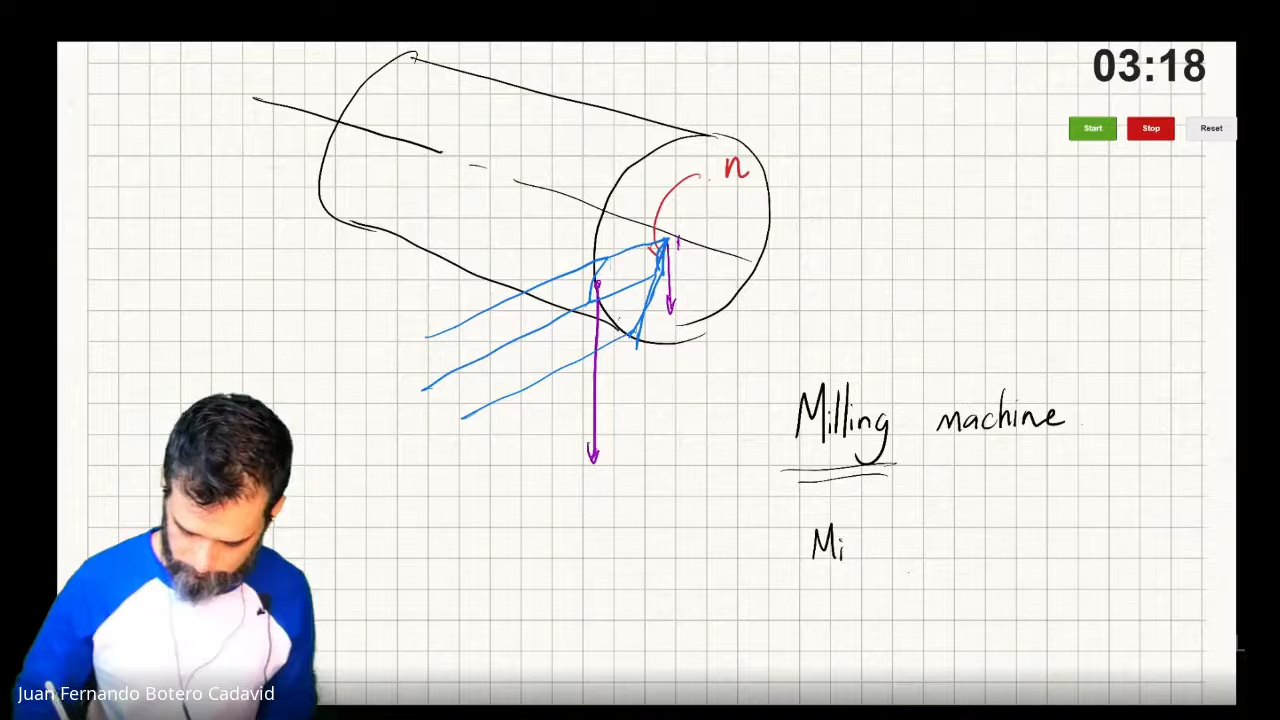 03:18
Start Stop Reset
n
Milling machine
Mi
Juan Fernando Botero Cadavid